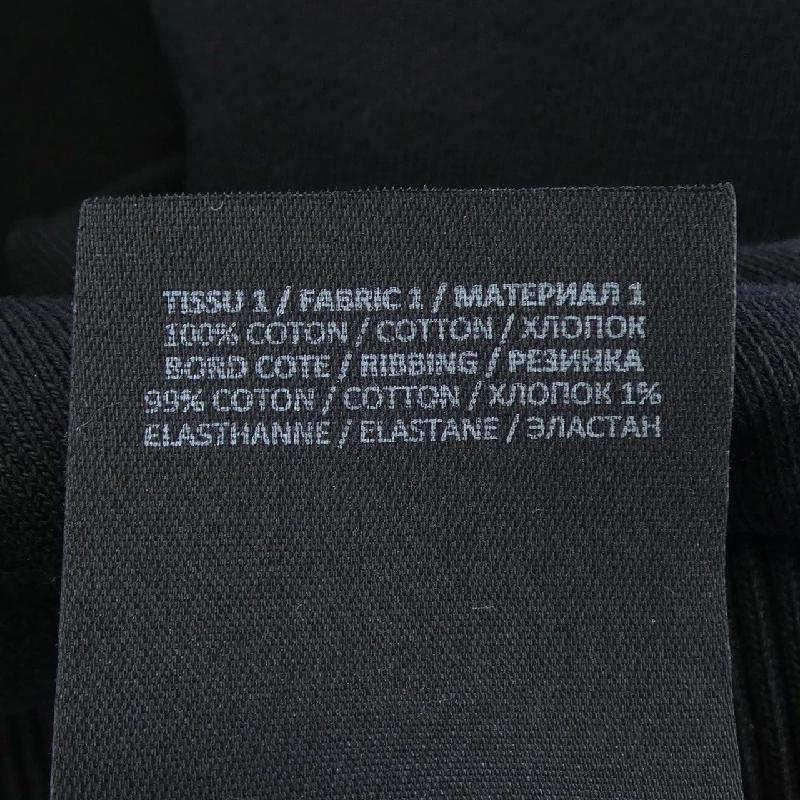 TISSU 1 / FABRIC 1 / МАТЕРИАЛ 1
100% COTON / COTTON / ХЛОПОК
BORD COTE / RIBBING / РЕЗИНКА
99% COTON / COTTON / ХЛОПОК 1%
ELASTHANNE / ELASTANE / ЭЛАСТАН